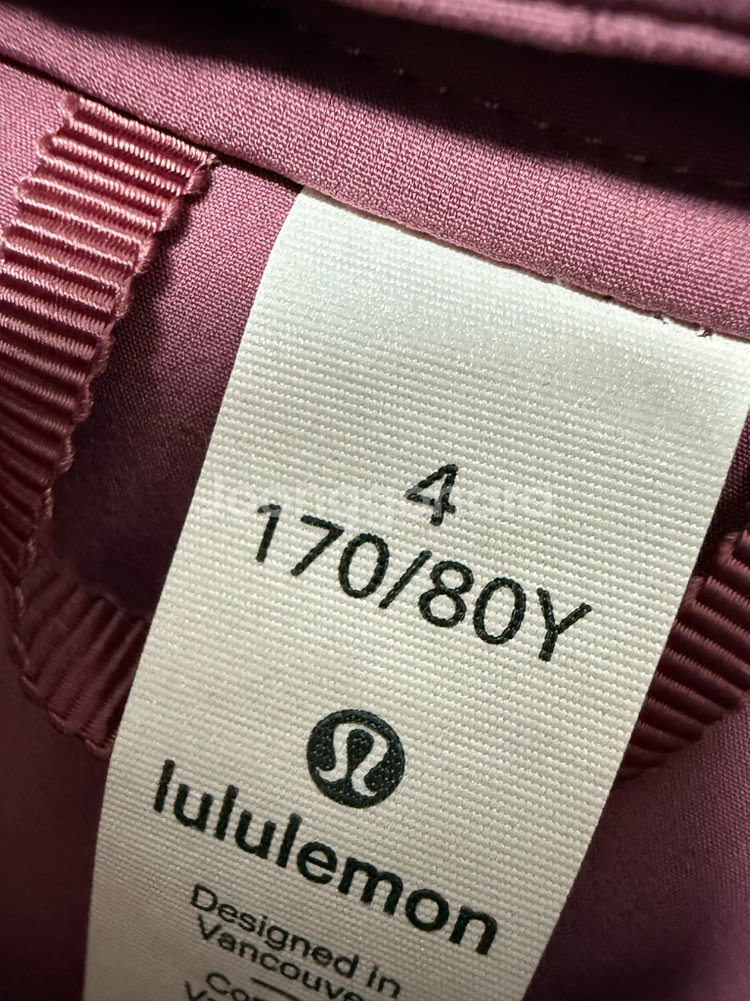 4
170/80Y
lululemon
Designed in